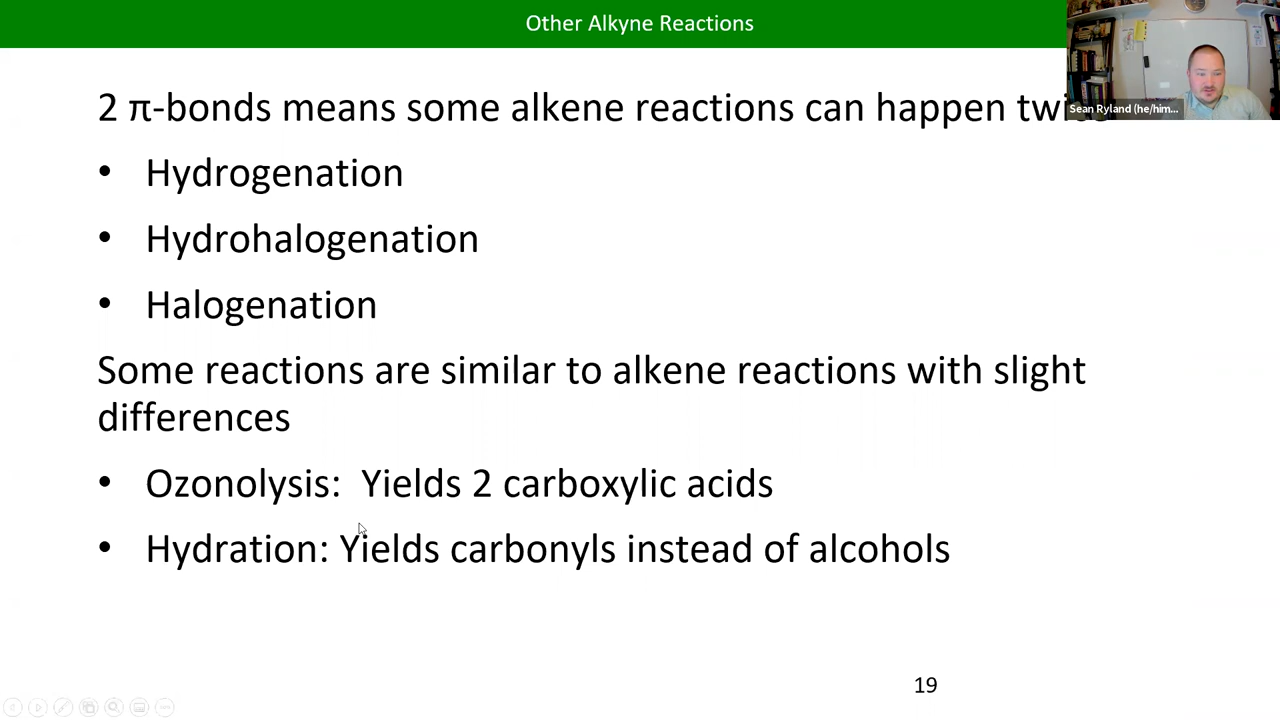 Other Alkyne Reactions
2 π-bonds means some alkene reactions can happen
Sean Ryland (he/him...
• Hydrogenation
• Hydrohalogenation
• Halogenation
Some reactions are similar to alkene reactions with slight
differences
• Ozonolysis: Yields 2 carboxylic acids
• Hydration: Yields carbonyls instead of alcohols
19